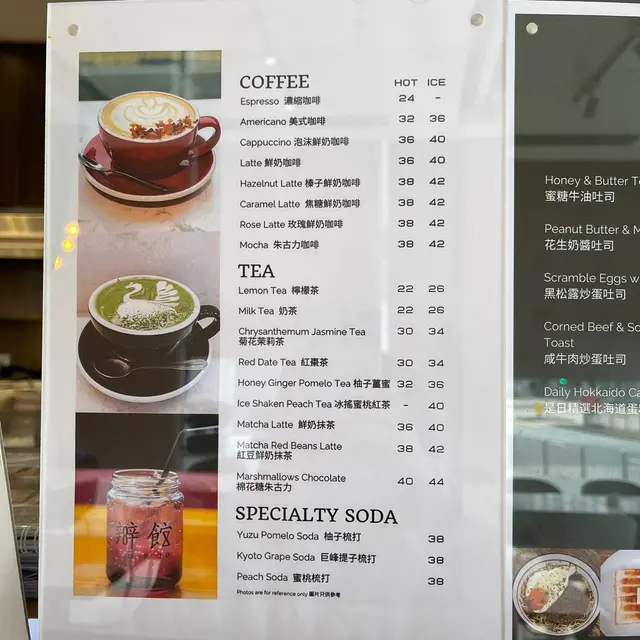 COFFEE HOT ICE
Espresso 濃縮咖啡 24 -
Americano 美式咖啡 32 36
Cappuccino 泡沫鮮奶咖啡 36 40
Latte 鮮奶咖啡 36 40
Hazelnut Latte 榛子鮮奶咖啡 38 42
Caramel Latte 焦糖鮮奶咖啡 38 42
Rose Latte 玫瑰鮮奶咖啡 38 42
Mocha 朱古力咖啡 38 42
TEA
Lemon Tea 檸檬茶 22 26
Milk Tea 奶茶 22 26
Chrysanthemum Jasmine Tea 30 34
菊花茉莉茶
Red Date Tea 紅棗茶 30 34
Honey Ginger Pomelo Tea 柚子薑蜜 32 36
Ice Shaken Peach Tea 冰搖蜜桃紅茶 - 40
Matcha Latte 鮮奶抹茶 36 40
Matcha Red Beans Latte 38 42
紅豆鮮奶抹茶
Marshmallows Chocolate 40 44
棉花糖朱古力
SPECIALTY SODA
Yuzu Pomelo Soda 柚子梳打 38
Kyoto Grape Soda 巨峰提子梳打 38
Peach Soda 蜜桃梳打 38
Photos are for reference only 圖片只供參考
館
Honey & Butter
蜜糖牛油吐司
Peanut Butter &
花生奶醬吐司
Scramble Eggs
黑松露炒蛋吐司
Corned Beef &
Toast
咸牛肉炒蛋吐司
Daily Hokkaido
是日精選北海道蛋